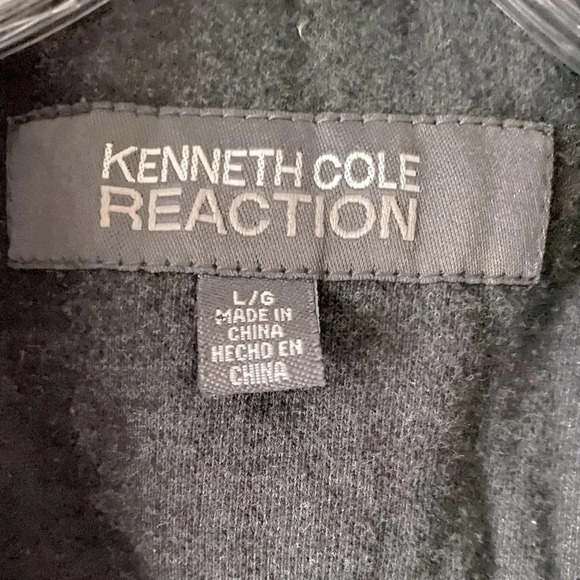 KENNETH COLE
REACTION
L/G
MADE IN
CHINA
HECHO EN
CHINA